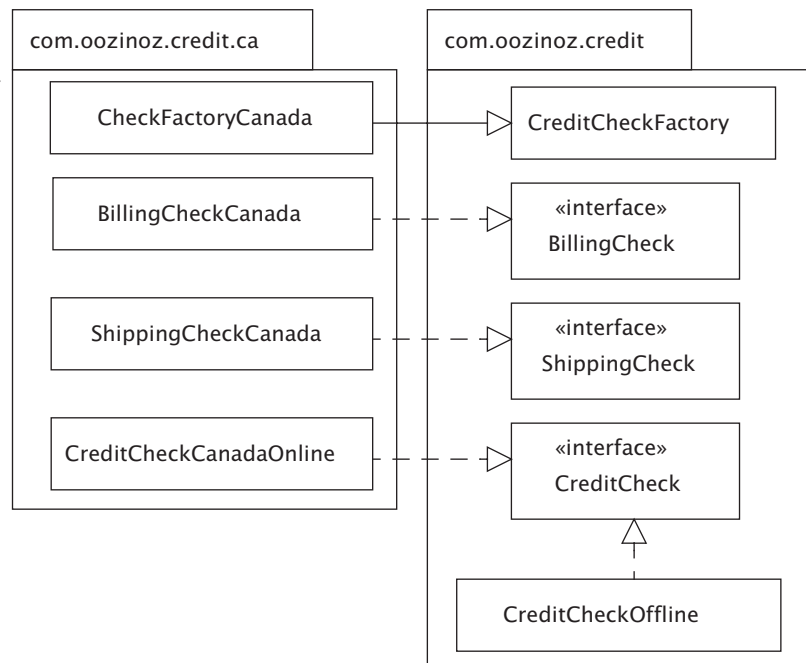 com.oozinoz.credit.ca
CheckFactoryCanada
BillingCheckCanada
ShippingCheckCanada
CreditCheckCanadaOnline
com.oozinoz.credit
CreditCheckFactory
«interface»
BillingCheck
«interface»
ShippingCheck
«interface»
CreditCheck
CreditCheckOffline